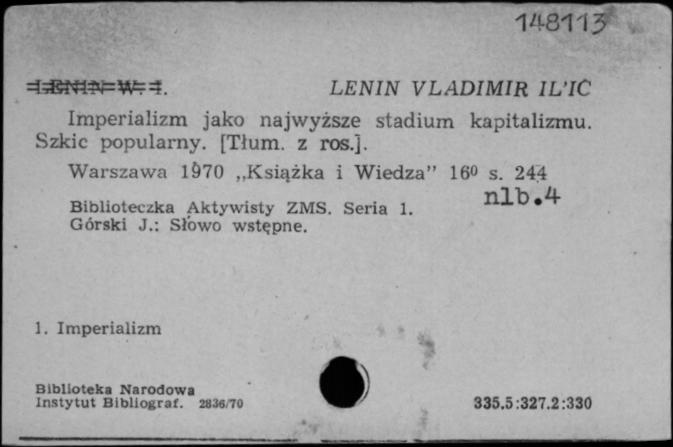 148113
LENIN W. I.
LENIN VLADIMIR IL'IČ
Imperializm jako najwyższe stadium kapitalizmu.
Szkic popularny. [Tłum. z ros.].
Warszawa 1970 „Książka i Wiedza” 16⁰ s. 244
nlb.4
Biblioteczka Aktywisty ZMS. Seria 1.
Górski J.: Słowo wstępne.
1. Imperializm
Biblioteka Narodowa
Instytut Bibliograf. 2836/70
335.5:327.2:330